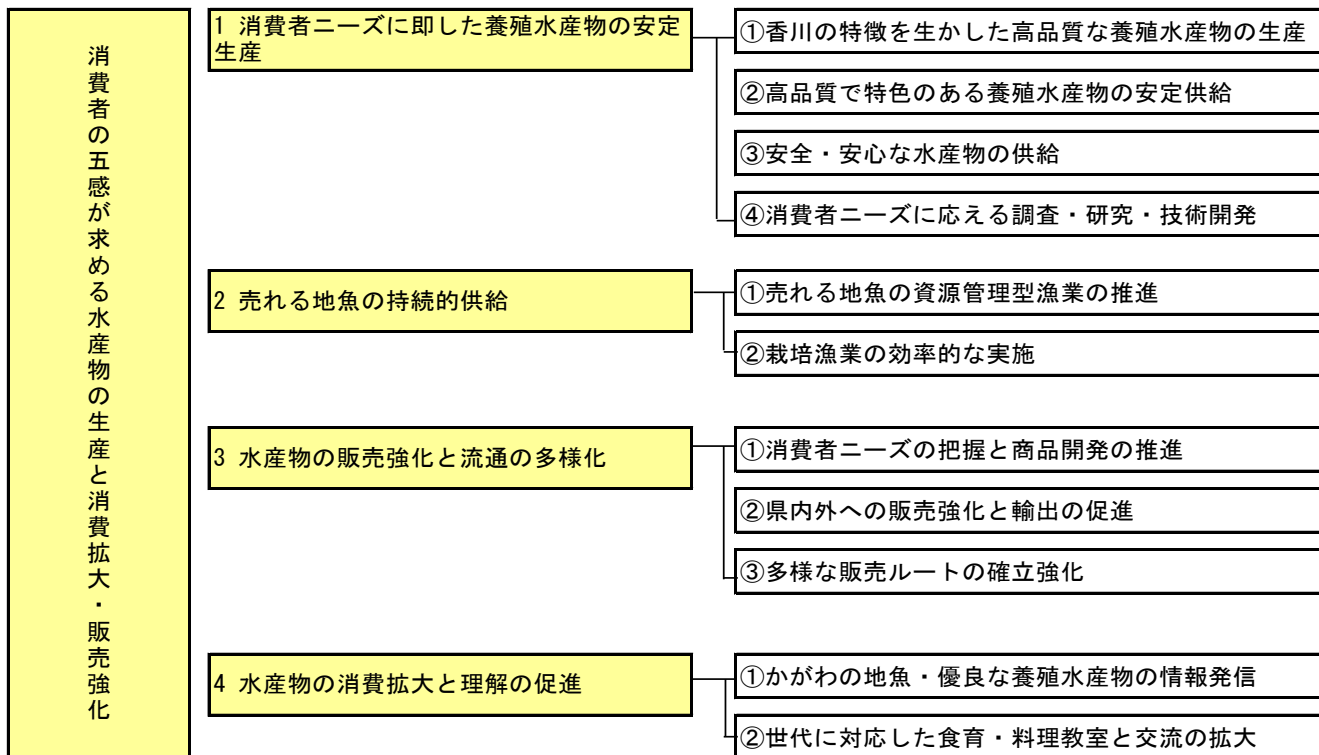 消費者の五感が求める水産物の生産と消費拡大・販売強化
1 消費者ニーズに即した養殖水産物の安定
生産
①香川の特徴を生かした高品質な養殖水産物の生産
②高品質で特色のある養殖水産物の安定供給
③安全・安心な水産物の供給
④消費者ニーズに応える調査・研究・技術開発
2 売れる地魚の持続的供給
①売れる地魚の資源管理型漁業の推進
②栽培漁業の効率的な実施
3 水産物の販売強化と流通の多様化
①消費者ニーズの把握と商品開発の推進
②県内外への販売強化と輸出の促進
③多様な販売ルートの確立強化
4 水産物の消費拡大と理解の促進
①かがわの地魚・優良な養殖水産物の情報発信
②世代に対応した食育・料理教室と交流の拡大